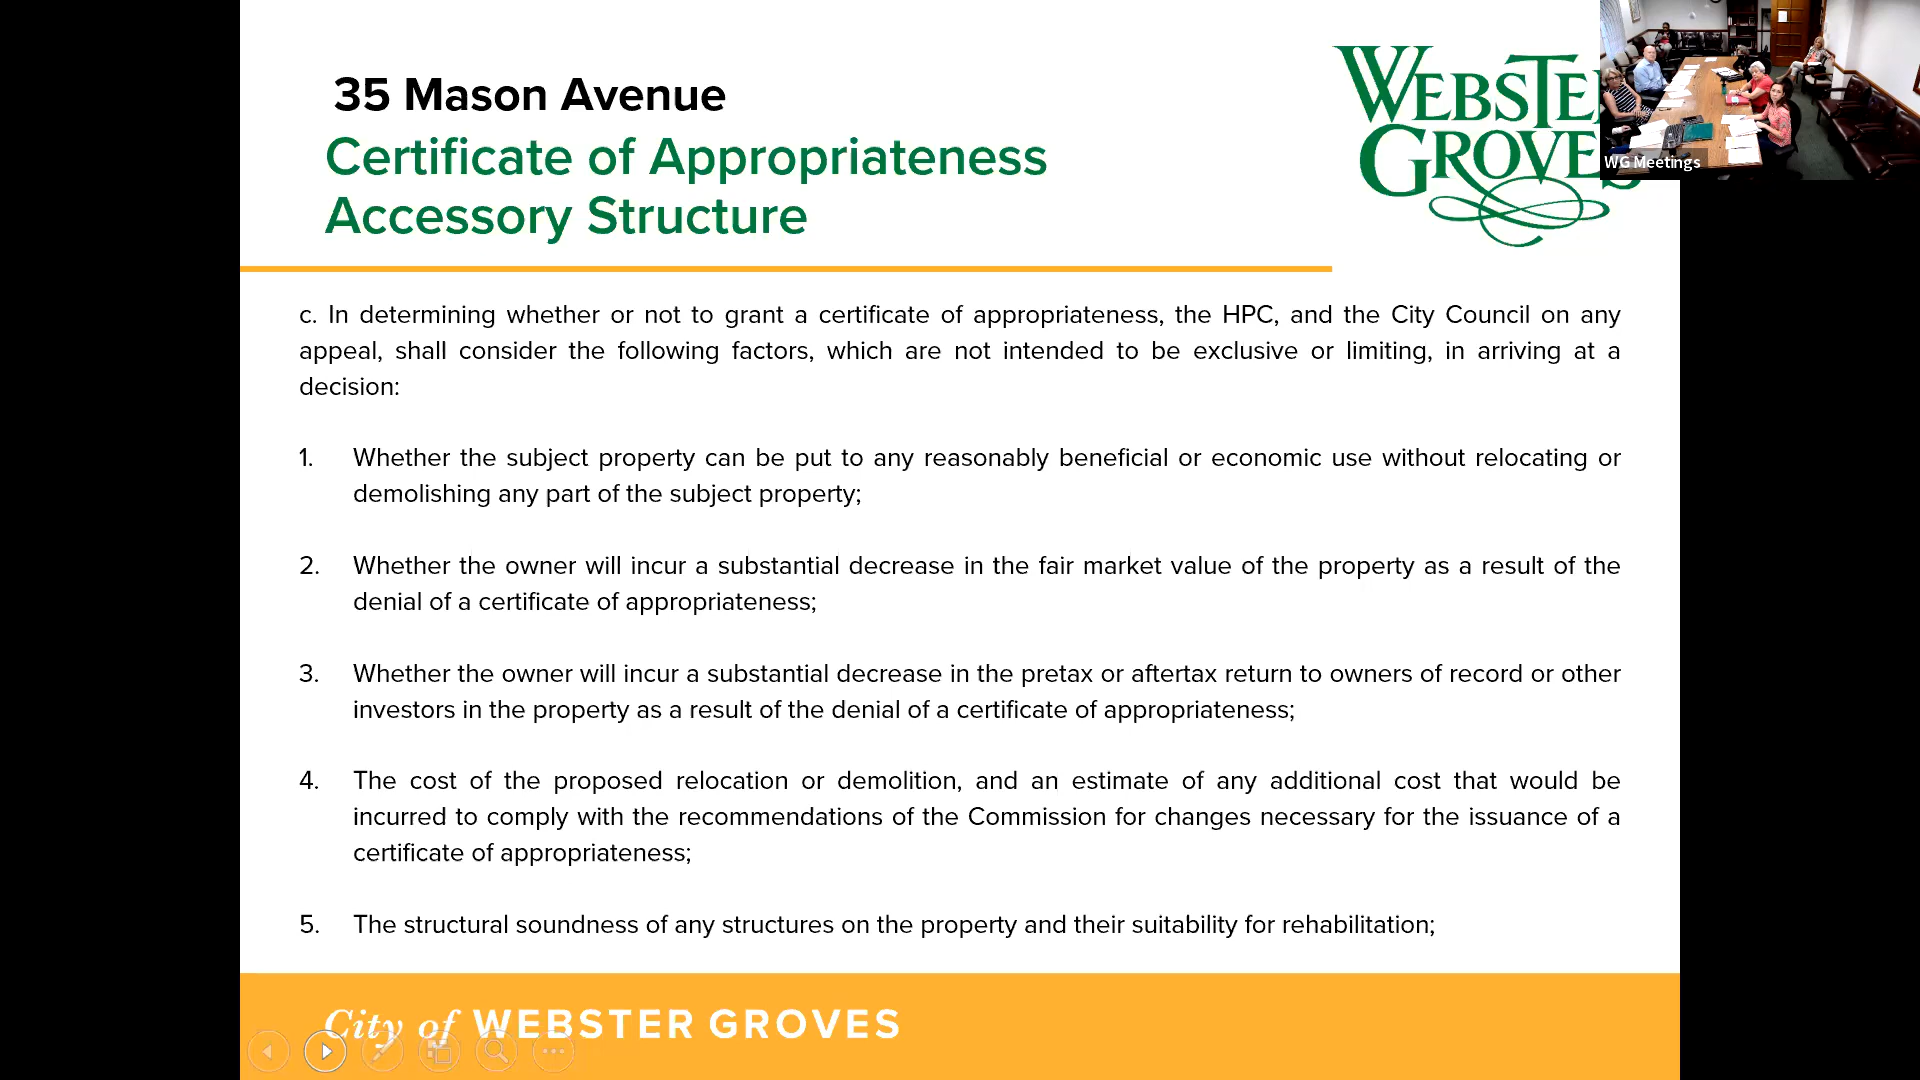 35 Mason Avenue
Certificate of Appropriateness
Accessory Structure
WEBSTE
GROVES
WG Meetings
c. In determining whether or not to grant a certificate of appropriateness, the HPC, and the City Council on any
appeal, shall consider the following factors, which are not intended to be exclusive or limiting, in arriving at a
decision:
1. Whether the subject property can be put to any reasonably beneficial or economic use without relocating or
demolishing any part of the subject property;
2. Whether the owner will incur a substantial decrease in the fair market value of the property as a result of the
denial of a certificate of appropriateness;
3. Whether the owner will incur a substantial decrease in the pretax or aftertax return to owners of record or other
investors in the property as a result of the denial of a certificate of appropriateness;
4. The cost of the proposed relocation or demolition, and an estimate of any additional cost that would be
incurred to comply with the recommendations of the Commission for changes necessary for the issuance of a
certificate of appropriateness;
5. The structural soundness of any structures on the property and their suitability for rehabilitation;
City of WEBSTER GROVES